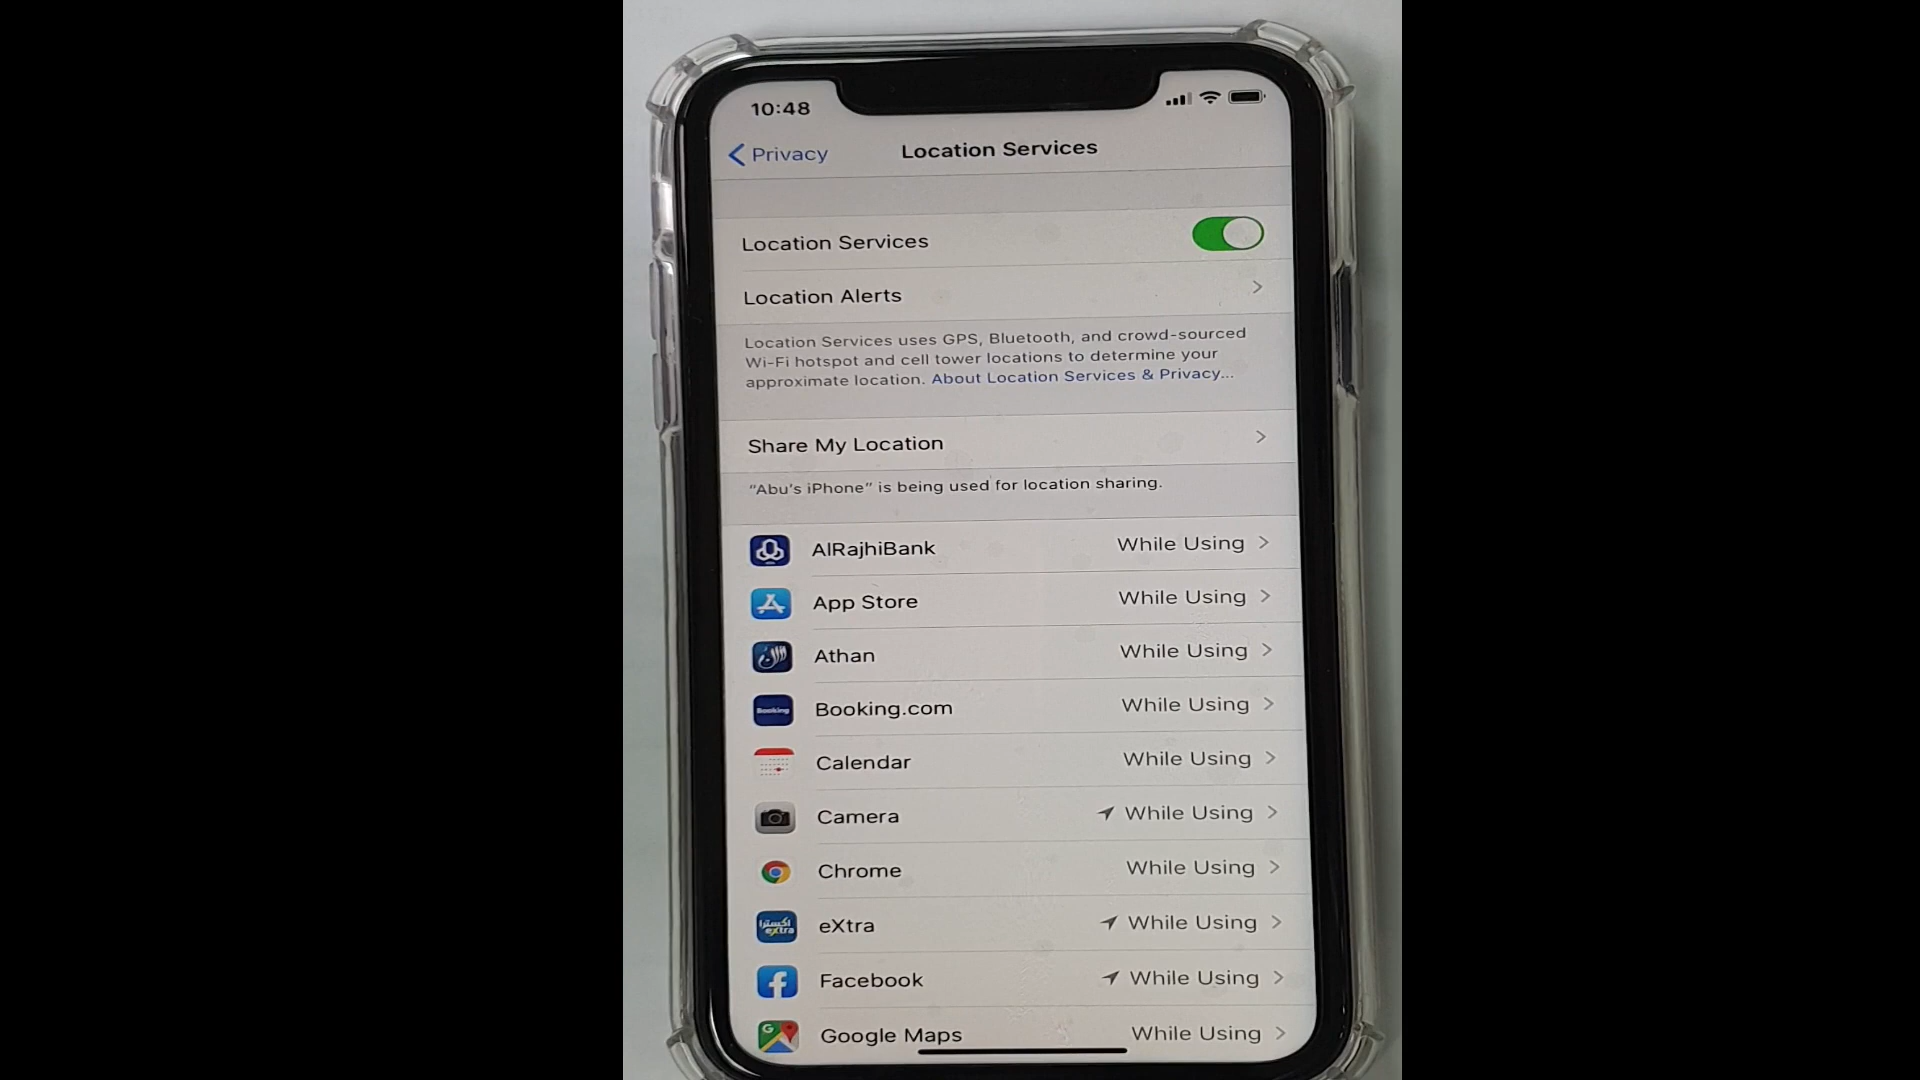 10:48
Privacy
Location Services
Location Services
Location Alerts
Location Services uses GPS, Bluetooth, and crowd-sourced
Wi-Fi hotspot and cell tower locations to determine your
approximate location. About Location Services & Privacy...
Share My Location
“Abu’s iPhone” is being used for location sharing.
AlRajhiBank While Using
App Store While Using
Athan While Using
Booking
Booking.com While Using
Calendar While Using
Camera While Using
Chrome While Using
اكسترا
eXtra
eXtra While Using
Facebook While Using
G
Google Maps While Using